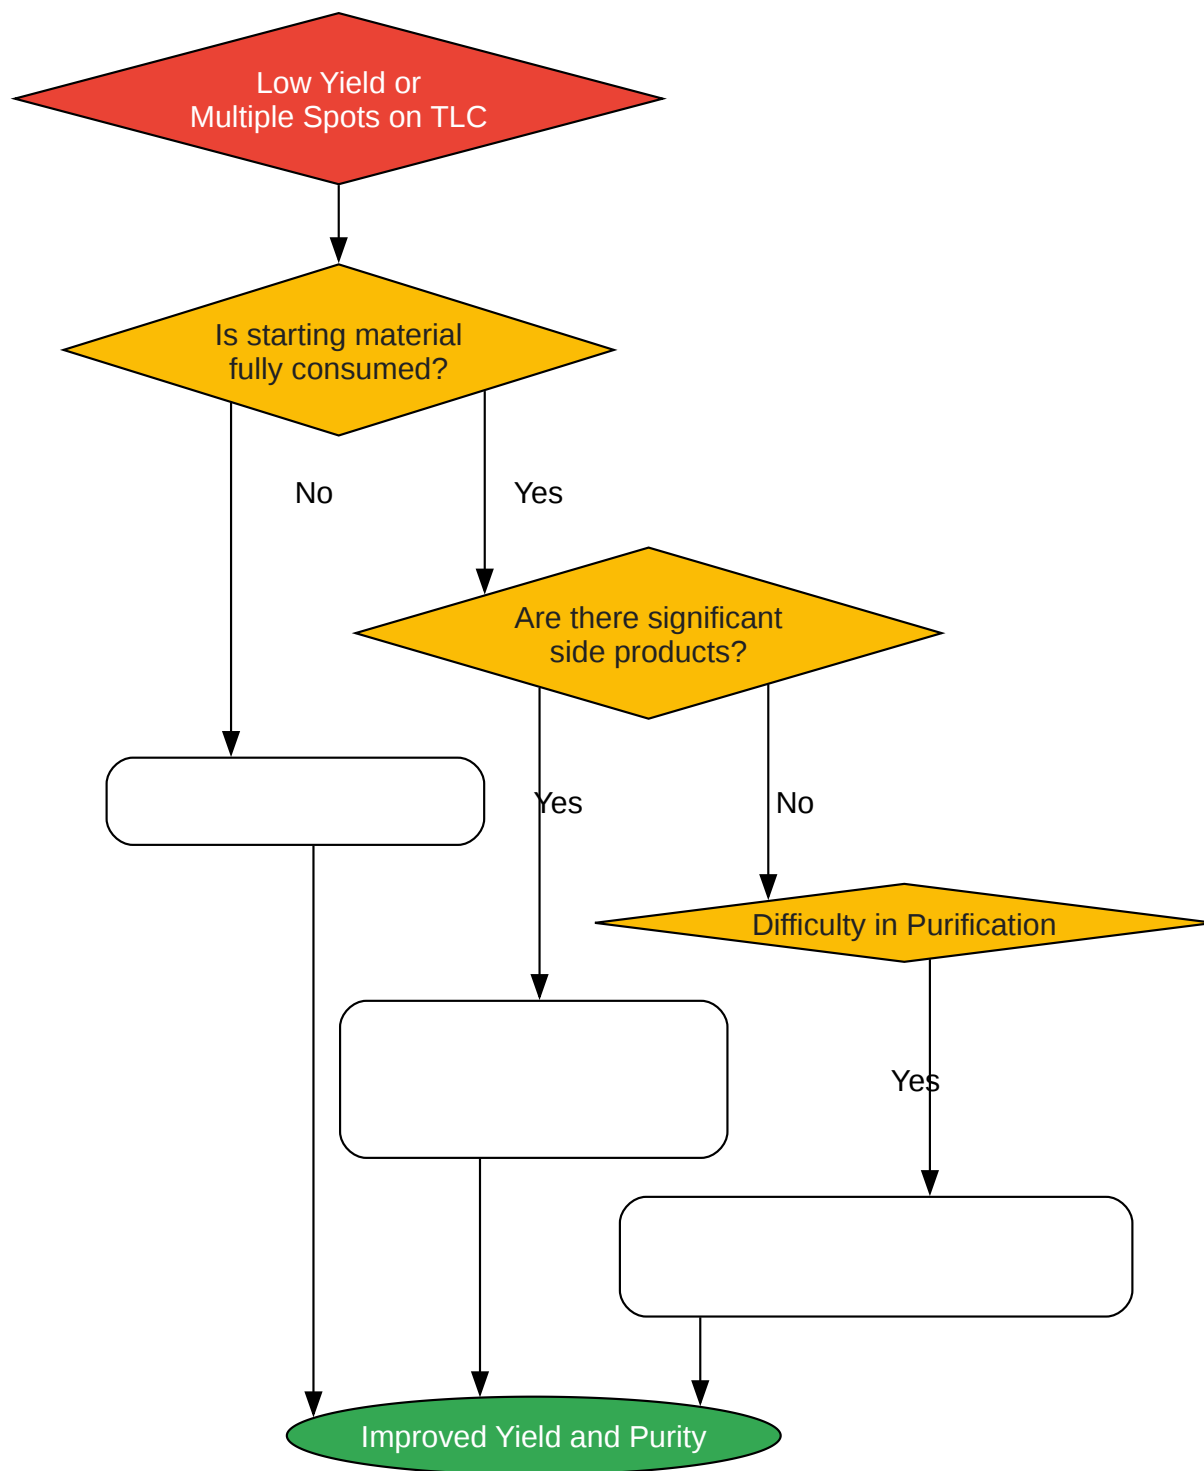 Low Yield or
Multiple Spots on TLC
Is starting material
fully consumed?
No
Yes
Are there significant
side products?
Yes
No
Difficulty in Purification
Yes
Improved Yield and Purity